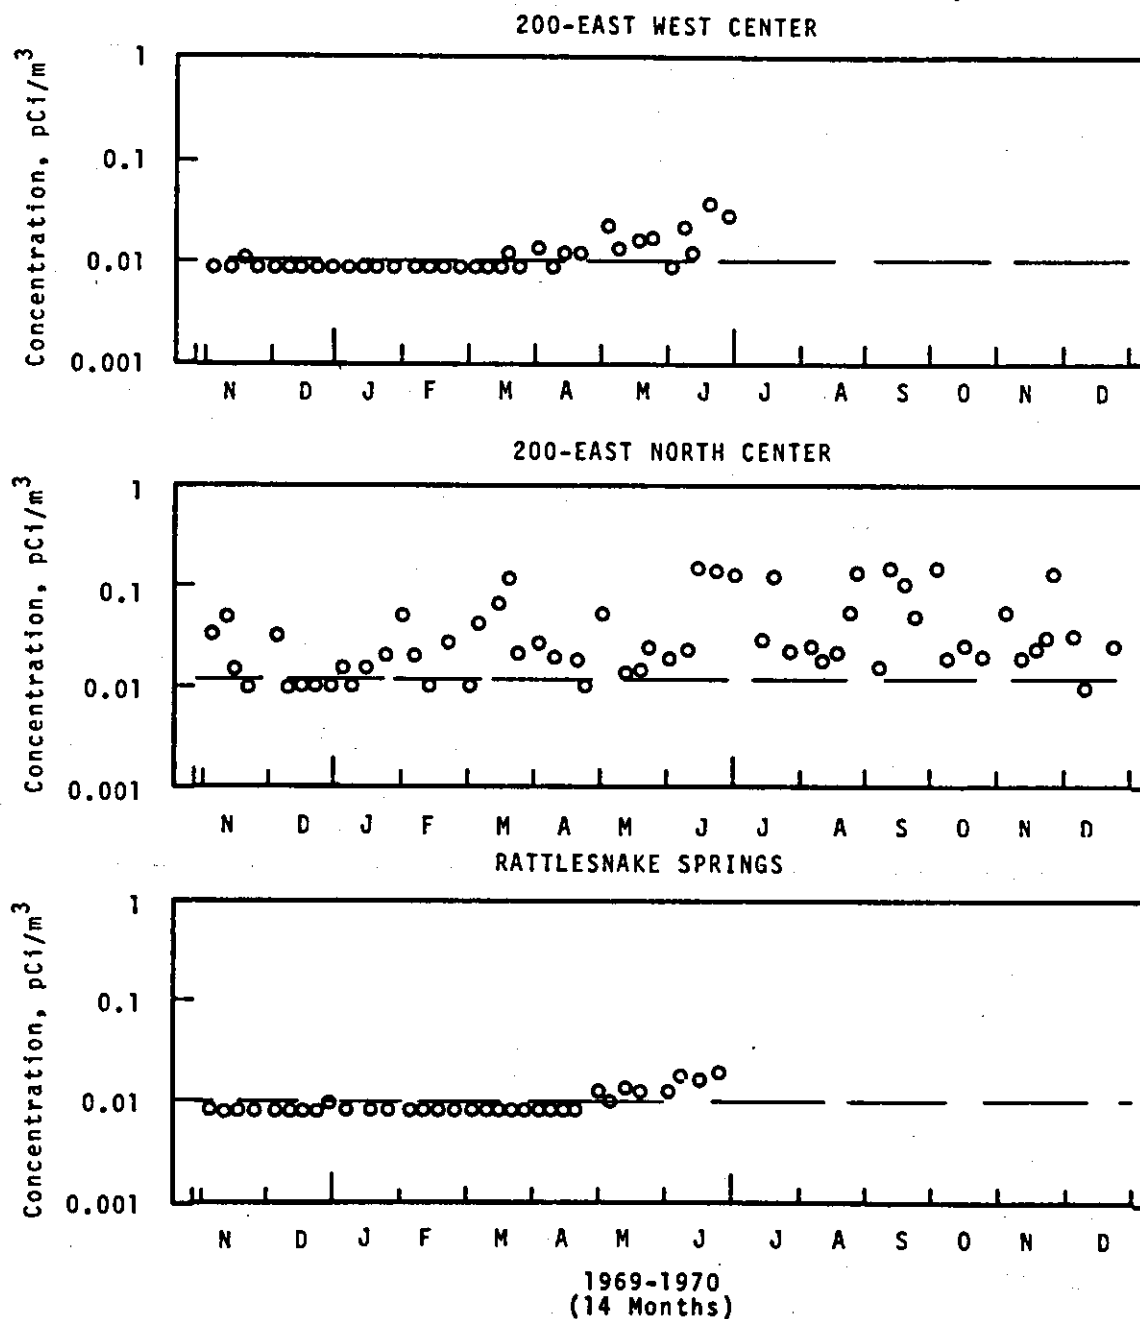 200-EAST WEST CENTER
Concentration, pCi/m³
1
0.1
0.01
0.001
N D J F M A M J J A S O N D
200-EAST NORTH CENTER
Concentration, pCi/m³
1
0.1
0.01
0.001
N D J F M A M J J A S O N D
RATTLESNAKE SPRINGS
Concentration, pCi/m³
1
0.1
0.01
0.001
N D J F M A M J J A S O N D
1969-1970
(14 Months)